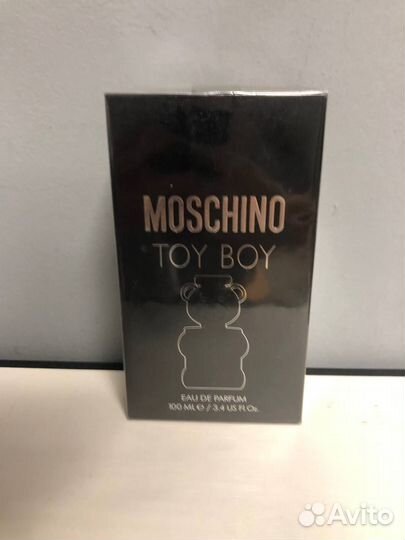 MOSCHINO
TOY BOY
EAU DE PARFUM
100 ML ℮ / 3.4 US Fl.Oz.
Avito